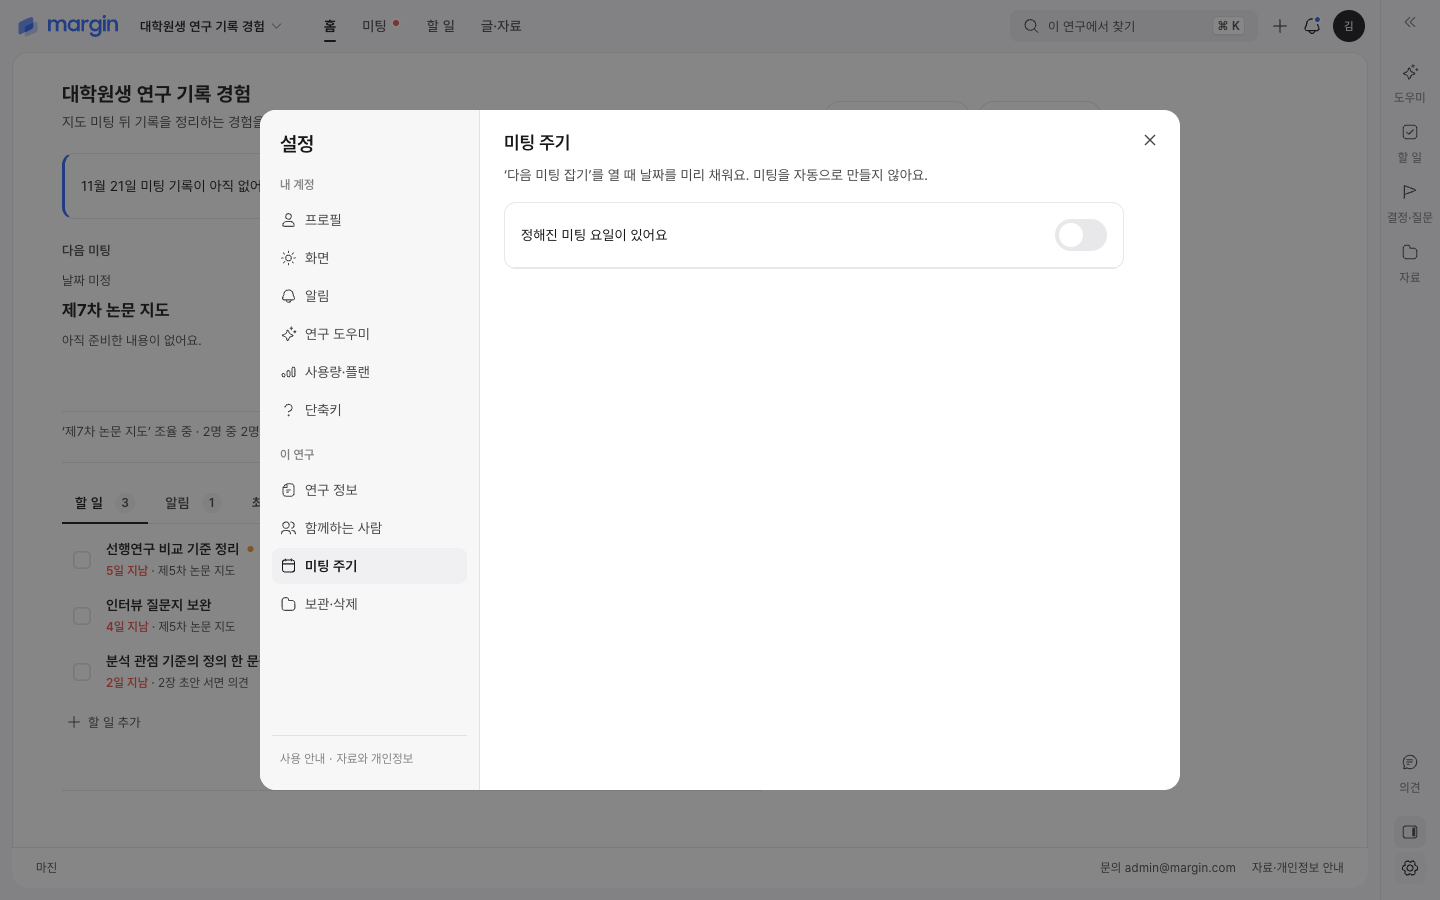 margin
대학원생 연구 기록 경험
홈
미팅
할 일
글·자료
이 연구에서 찾기
⌘ K
김
대학원생 연구 기록 경험
지도 미팅 뒤 기록을 정리하는 경험을
11월 21일 미팅 기록이 아직 없어
다음 미팅
날짜 미정
제7차 논문 지도
아직 준비한 내용이 없어요.
‘제7차 논문 지도’ 조율 중 · 2명 중 2명
할 일 3
알림 1
선행연구 비교 기준 정리
5일 지남 · 제5차 논문 지도
인터뷰 질문지 보완
4일 지남 · 제5차 논문 지도
분석 관점 기준의 정의 한 문
2일 지남 · 2장 초안 서면 의견
할 일 추가
설정
내 계정
프로필
화면
알림
연구 도우미
사용량·플랜
단축키
이 연구
연구 정보
함께하는 사람
미팅 주기
보관·삭제
사용 안내 · 자료와 개인정보
미팅 주기
‘다음 미팅 잡기’를 열 때 날짜를 미리 채워요. 미팅을 자동으로 만들지 않아요.
정해진 미팅 요일이 있어요
도우미
할 일
결정·질문
자료
의견
마진
문의 admin@margin.com
자료·개인정보 안내